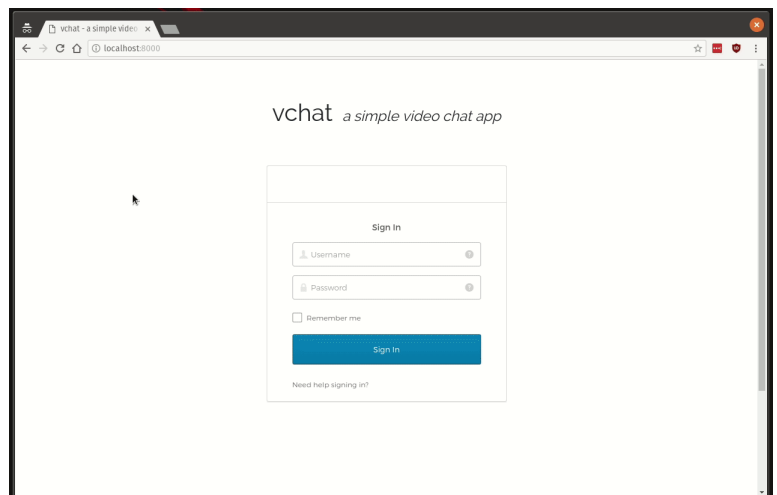 vchat - a simple video
localhost:8000
vchat a simple video chat app
Sign In
Username
Password
Remember me
Sign In
Need help signing in?